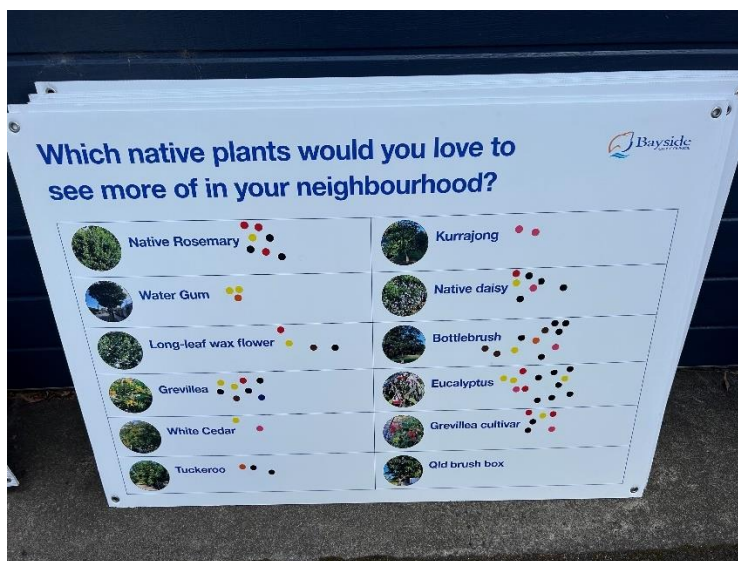 Which native plants would you love to
see more of in your neighbourhood?
Bayside
Native Rosemary
Kurrajong
Water Gum
Native daisy
Long-leaf wax flower
Bottlebrush
Grevillea
Eucalyptus
White Cedar
Grevillea cultivar
Tuckeroo
Qld brush box